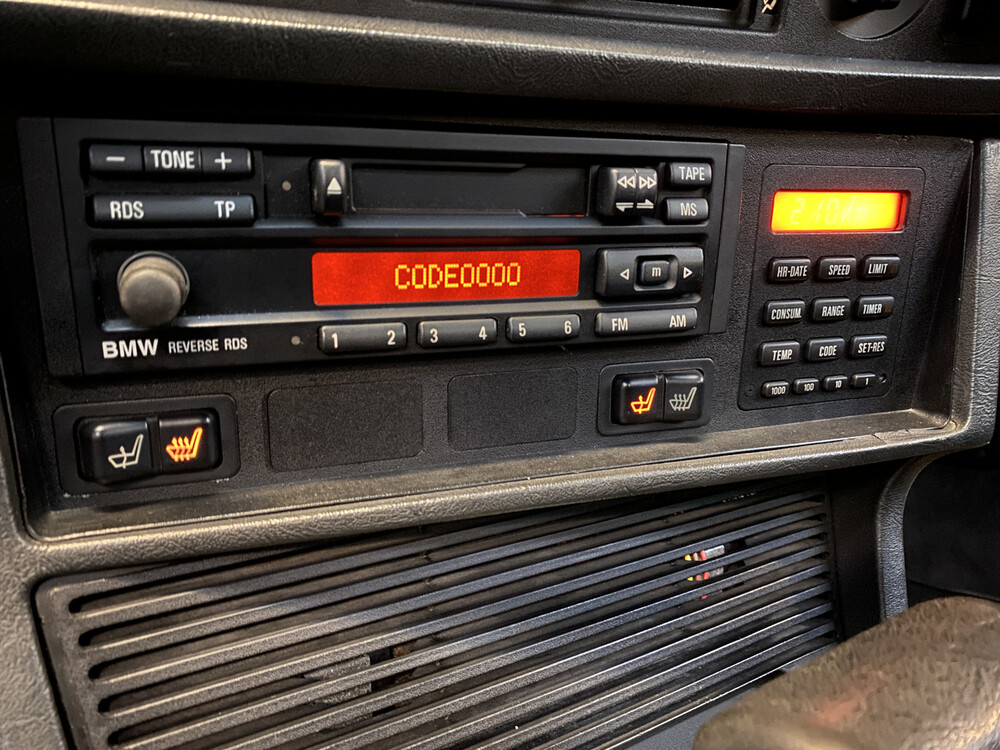 − TONE +
RDS TP
TAPE
MS
CODE0000
m
1 2 3 4 5 6 FM AM
BMW REVERSE RDS
HR-DATE SPEED LIMIT
CONSUM. RANGE TIMER
TEMP. CODE SET-RES
1000 100 10 1